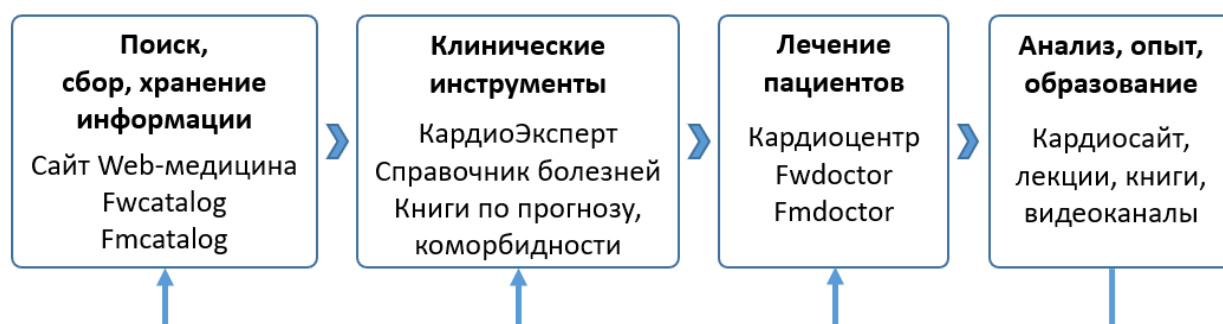 Поиск,
сбор, хранение
информации
Сайт Web-медицина
Fwcatalog
Fmcatalog
Клинические
инструменты
КардиоЭксперт
Справочник болезней
Книги по прогнозу,
коморбидности
Лечение
пациентов
Кардиоцентр
Fwdoctor
Fmdoctor
Анализ, опыт,
образование
Кардиосайт,
лекции, книги,
видеоканалы